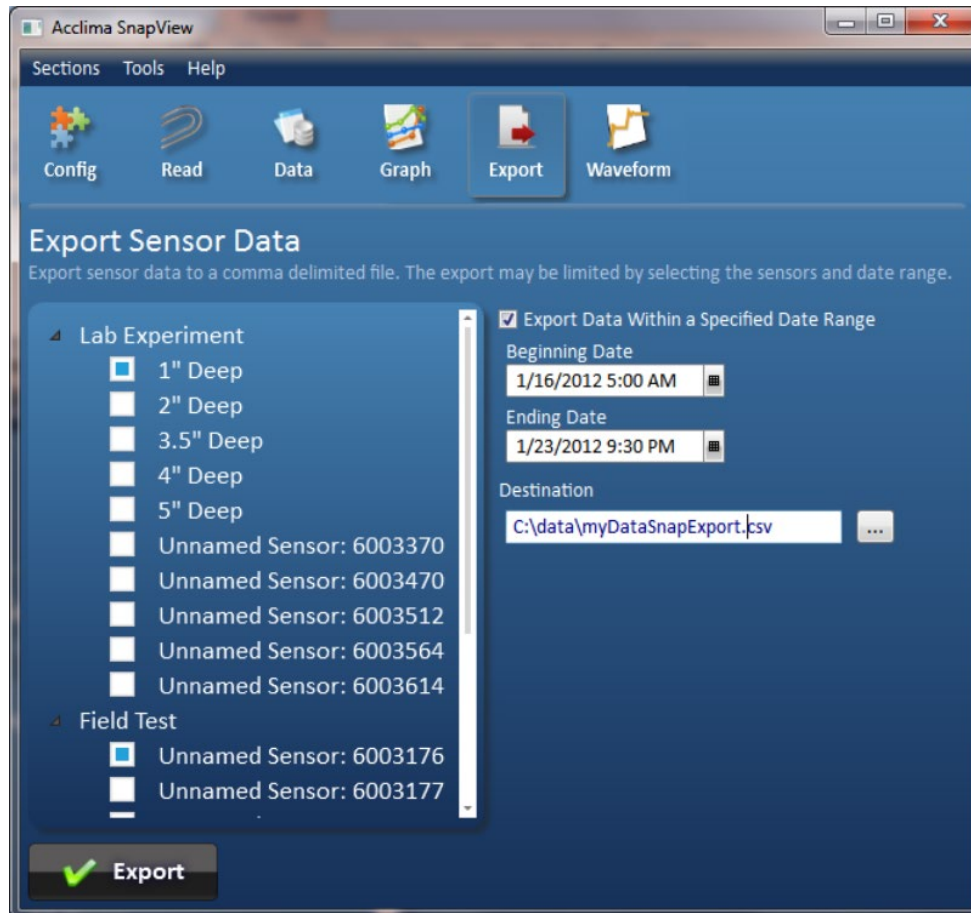 Acclima SnapView
Sections Tools Help
Config Read Data Graph Export Waveform
Export Sensor Data
Export sensor data to a comma delimited file. The export may be limited by selecting the sensors and date range.
Lab Experiment
1" Deep
2" Deep
3.5" Deep
4" Deep
5" Deep
Unnamed Sensor: 6003370
Unnamed Sensor: 6003470
Unnamed Sensor: 6003512
Unnamed Sensor: 6003564
Unnamed Sensor: 6003614
Field Test
Unnamed Sensor: 6003176
Unnamed Sensor: 6003177
Export Data Within a Specified Date Range
Beginning Date
1/16/2012 5:00 AM
Ending Date
1/23/2012 9:30 PM
Destination
C:\data\myDataSnapExport.csv
...
Export